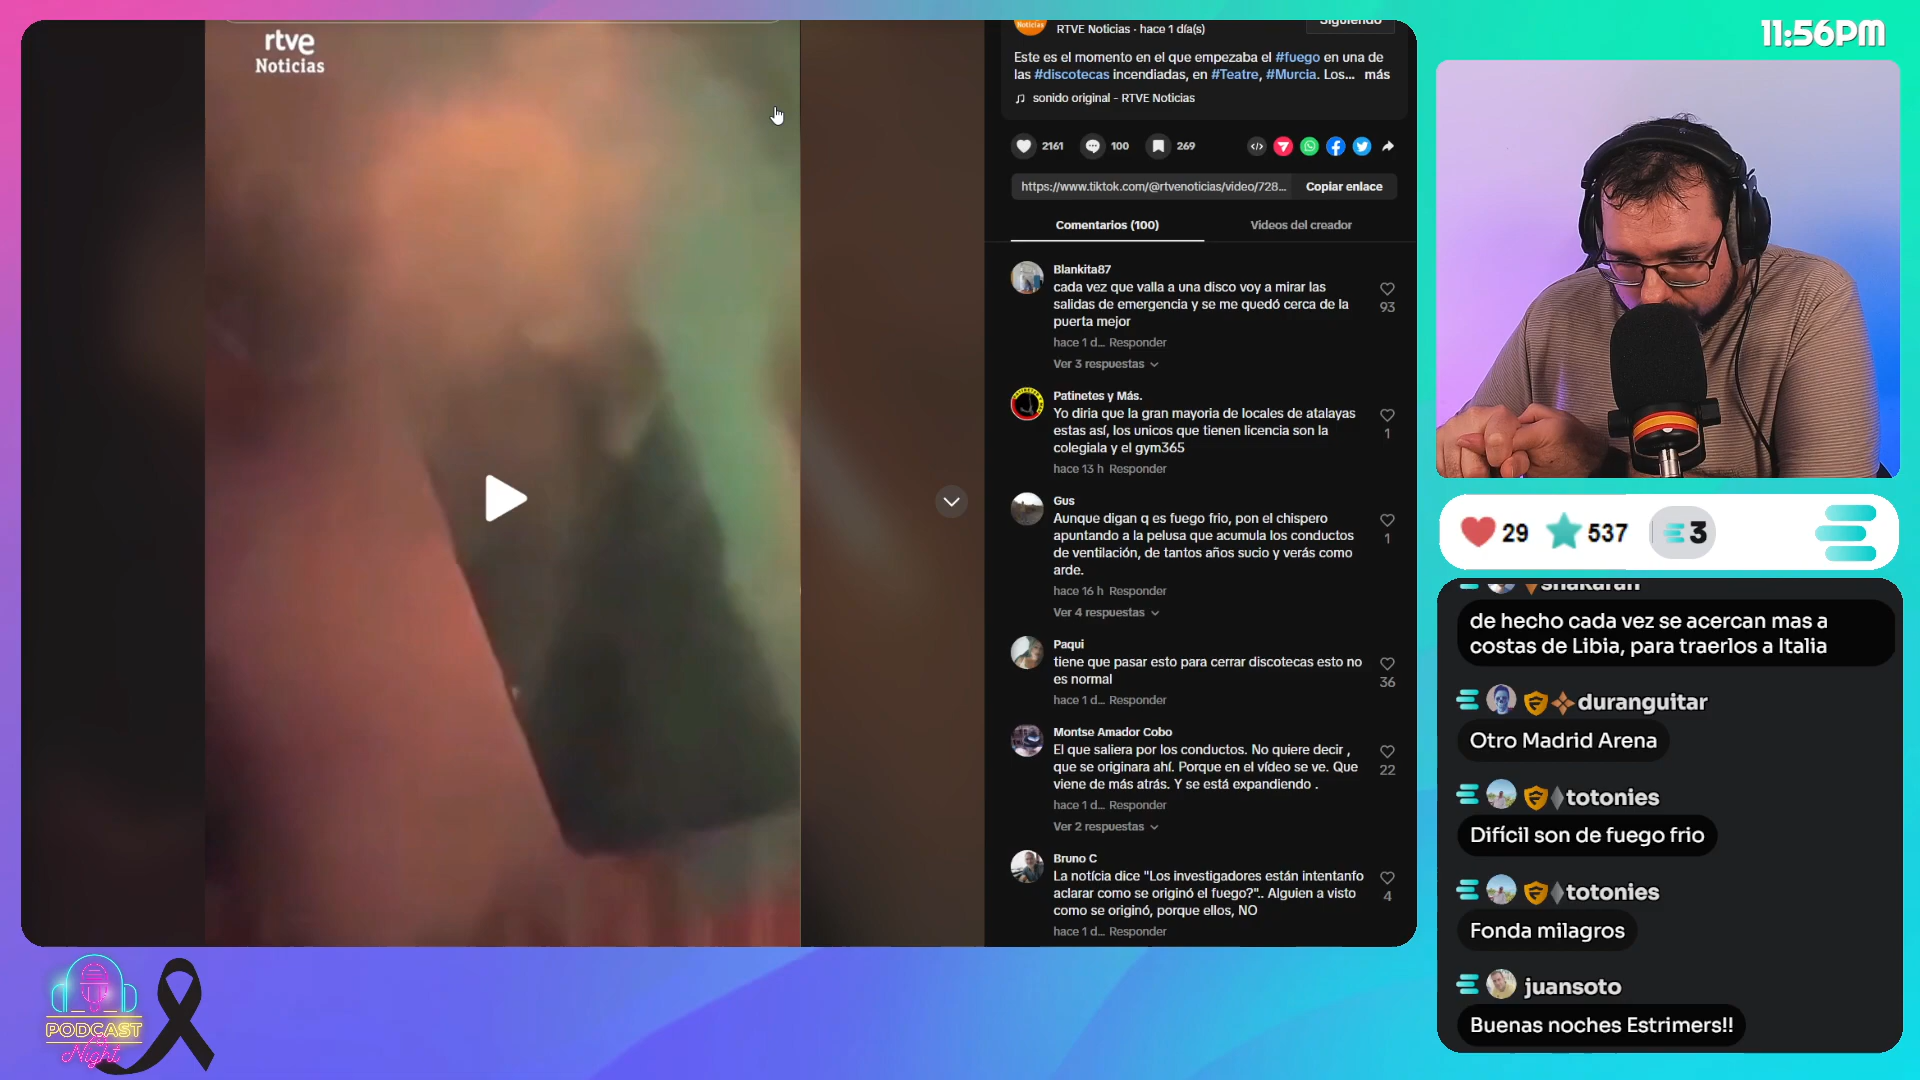 rtve
Noticias
RTVE Noticias · hace 1 día(s)
Siguiendo
Este es el momento en el que empezaba el #fuego en una de
las #discotecas incendiadas, en #Teatre, #Murcia. Los... más
♫ sonido original - RTVE Noticias
2161
100
269
https://www.tiktok.com/@rtvenoticias/video/728...
Copiar enlace
Comentarios (100)
Videos del creador
Blankita87
cada vez que valla a una disco voy a mirar las
salidas de emergencia y se me quedó cerca de la
puerta mejor
93
hace 1 d... Responder
Ver 3 respuestas
Patinetes y Más.
Yo diria que la gran mayoria de locales de atalayas
estas así, los unicos que tienen licencia son la
colegiala y el gym365
1
hace 13 h Responder
Gus
Aunque digan q es fuego frio, pon el chispero
apuntando a la pelusa que acumula los conductos
de ventilación, de tantos años sucio y verás como
arde.
1
hace 16 h Responder
Ver 4 respuestas
Paqui
tiene que pasar esto para cerrar discotecas esto no
es normal
36
hace 1 d... Responder
Montse Amador Cobo
El que saliera por los conductos. No quiere decir ,
que se originara ahí. Porque en el vídeo se ve. Que
viene de más atrás. Y se está expandiendo .
22
hace 1 d... Responder
Ver 2 respuestas
Bruno C
La notícia dice "Los investigadores están intentanfo
aclarar como se originó el fuego?".. Alguien a visto
como se originó, porque ellos, NO
4
hace 1 d... Responder
11:56PM
29
537
3
shakaran
de hecho cada vez se acercan mas a
costas de Libia, para traerlos a Italia
duranguitar
Otro Madrid Arena
totonies
Difícil son de fuego frio
totonies
Fonda milagros
juansoto
Buenas noches Estrimers!!
PODCAST
Night